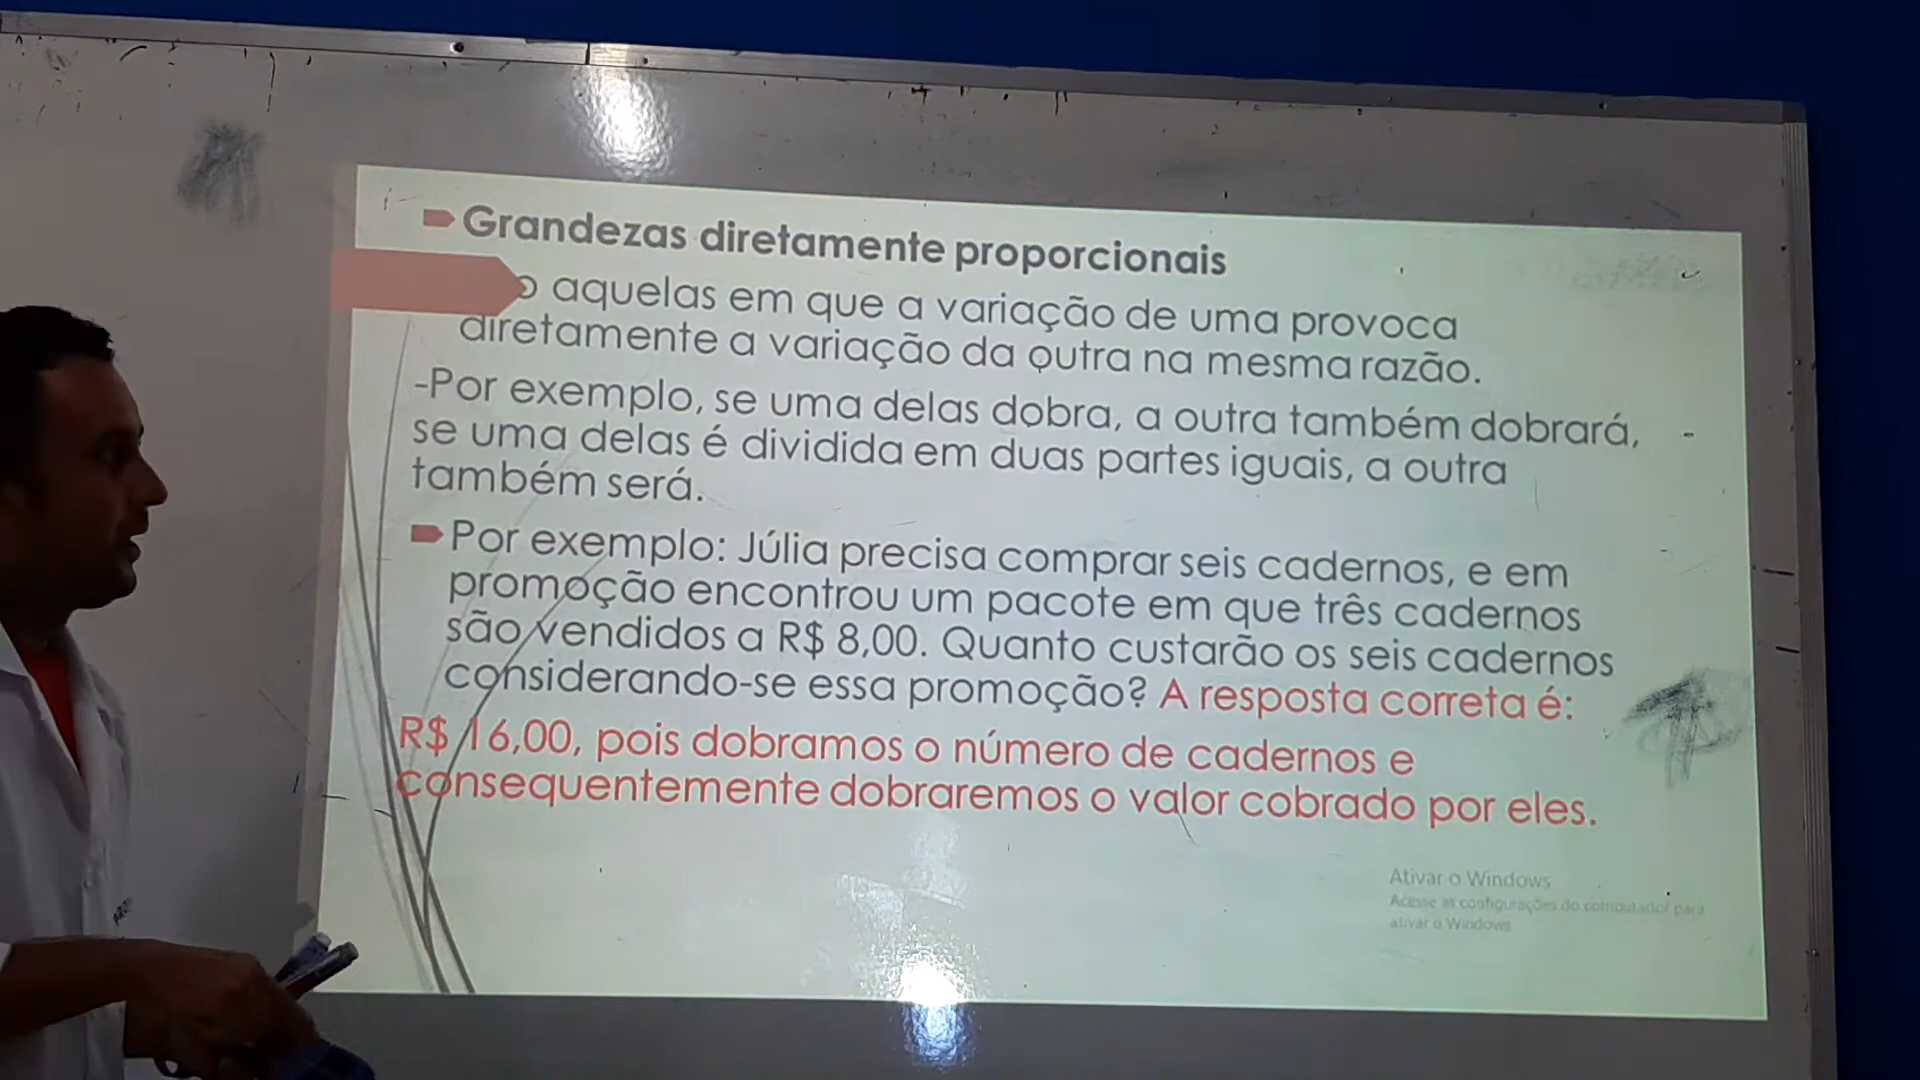 Grandezas diretamente proporcionais
o aquelas em que a variação de uma provoca
diretamente a variação da outra na mesma razão.
-Por exemplo, se uma delas dobra, a outra também dobrará,
se uma delas é dividida em duas partes iguais, a outra
também será.
Por exemplo: Júlia precisa comprar seis cadernos, e em
promoção encontrou um pacote em que três cadernos
são vendidos a R$ 8,00. Quanto custarão os seis cadernos
considerando-se essa promoção? A resposta correta é:
R$ 16,00, pois dobramos o número de cadernos e
consequentemente dobraremos o valor cobrado por eles.
Ativar o Windows
Acesse as configurações do computador para
ativar o Windows